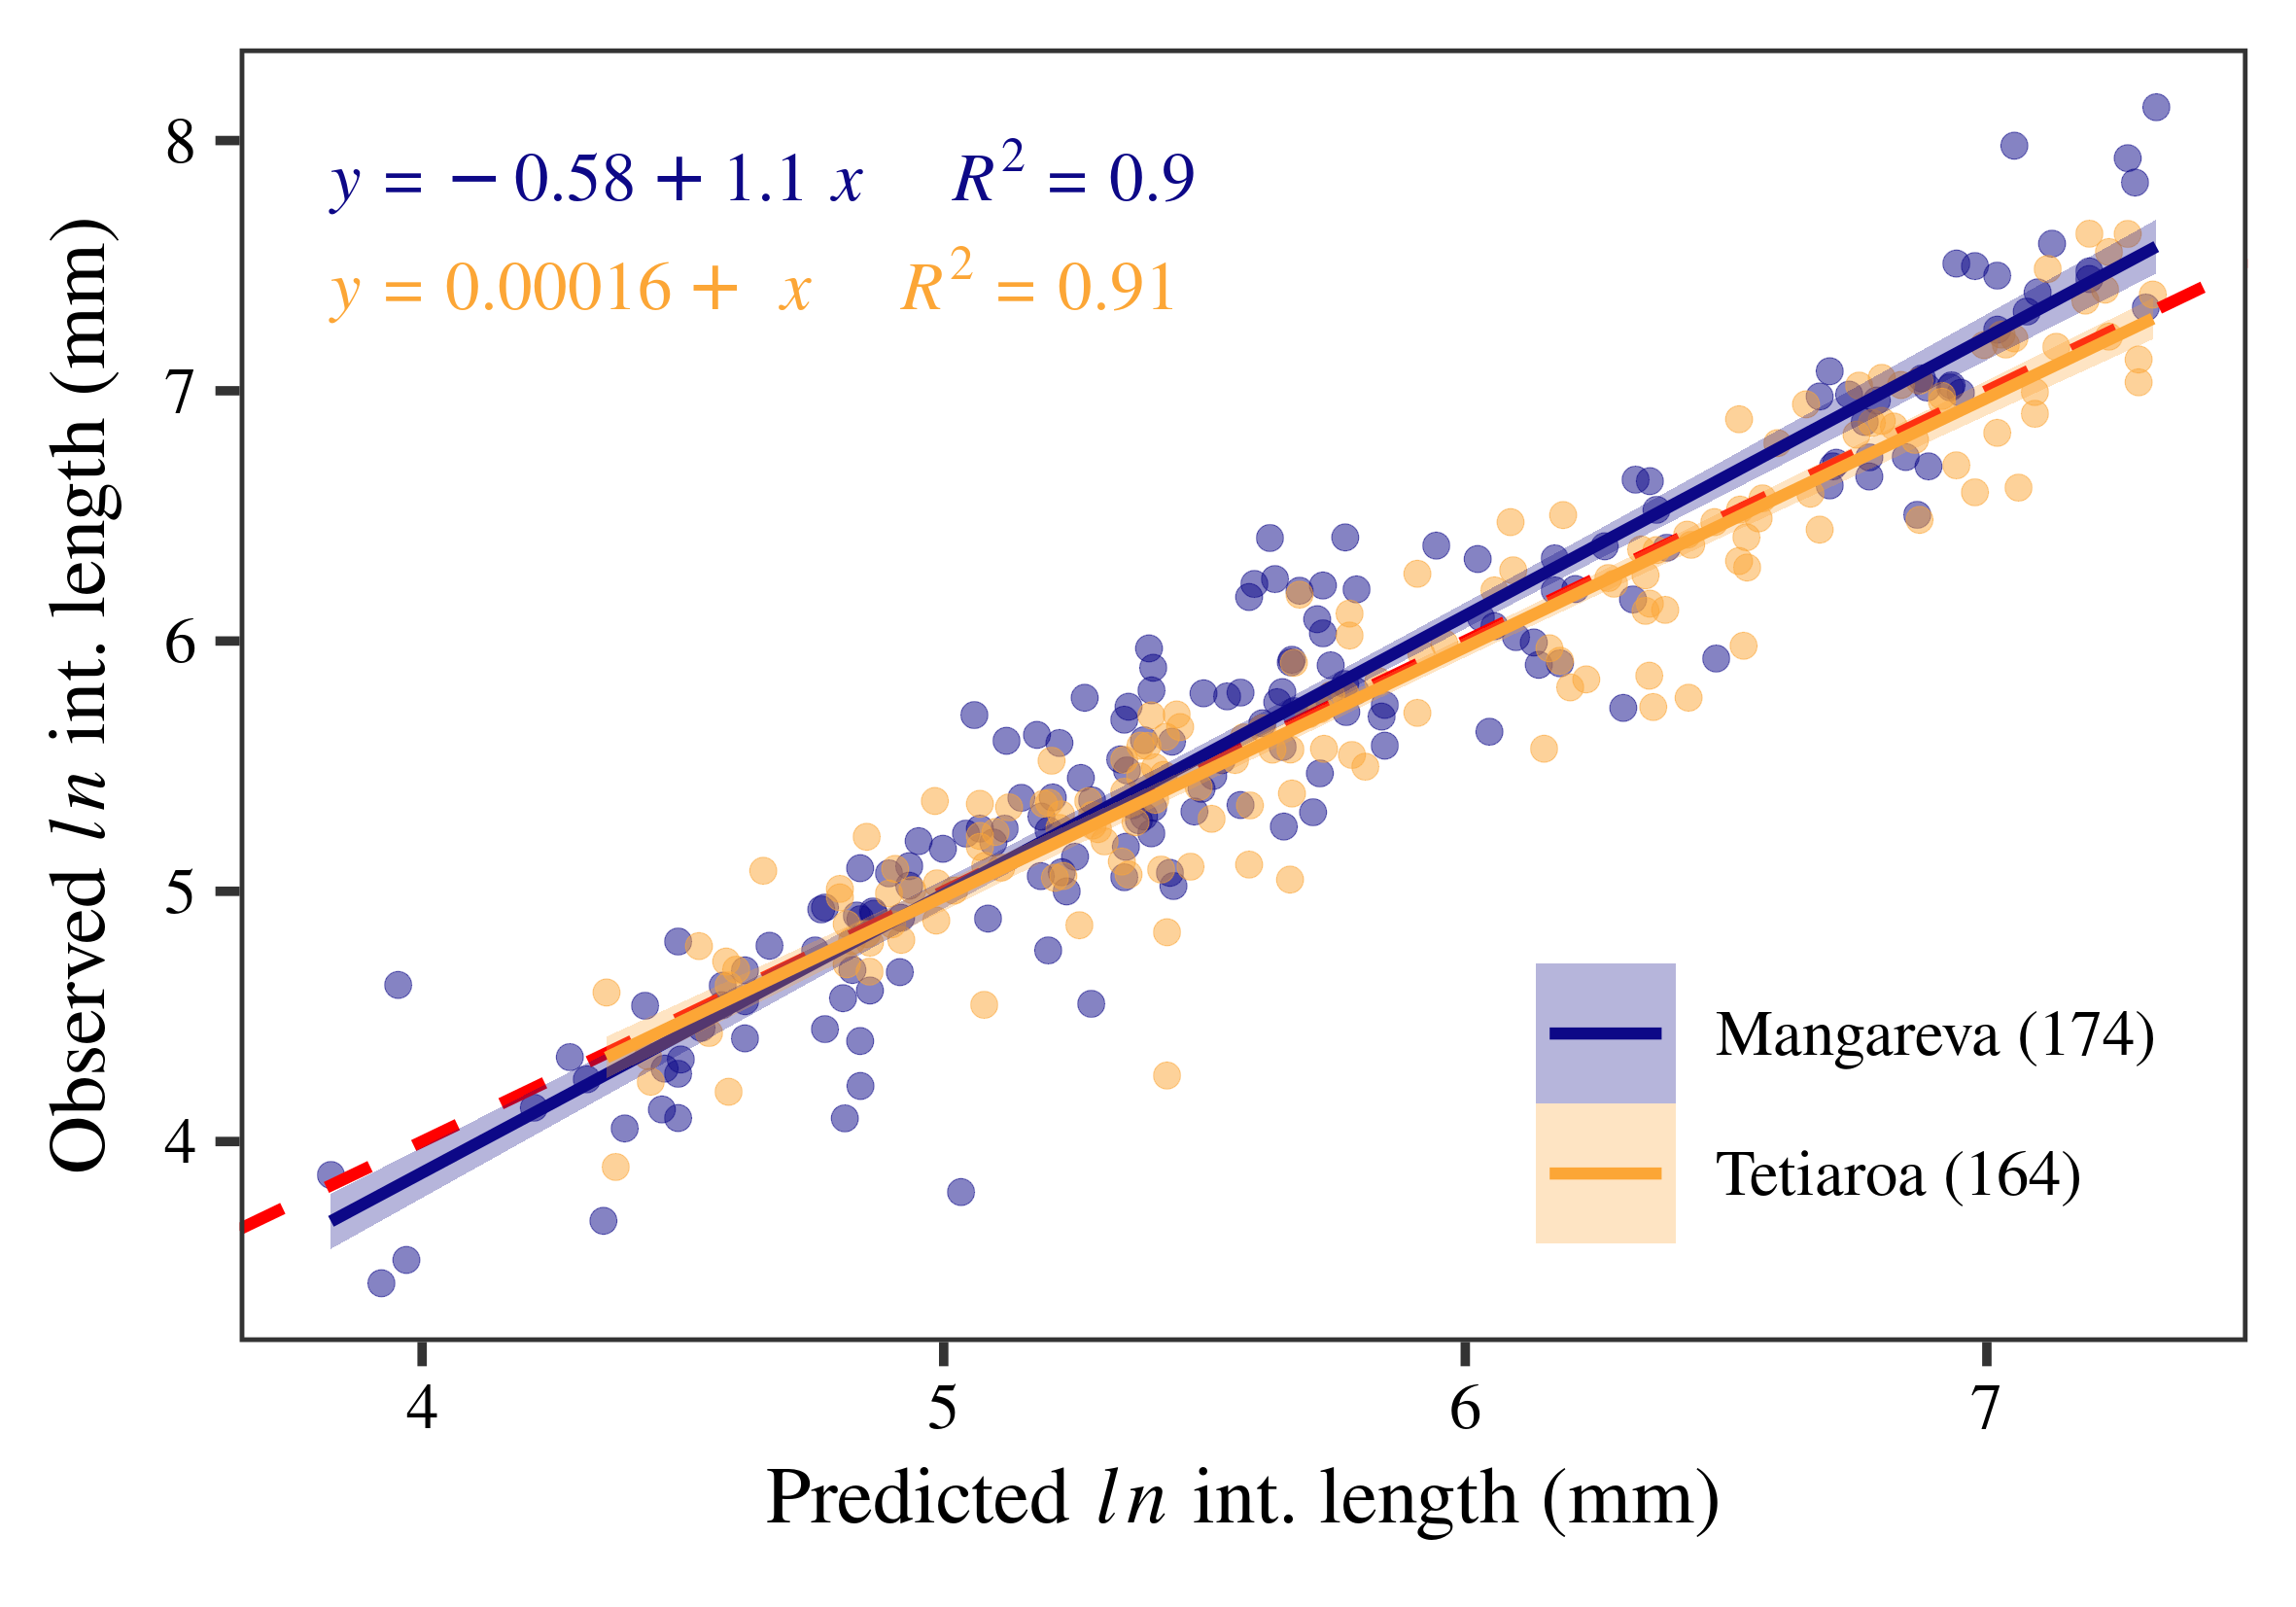 y = − 0.58 + 1.1 x R² = 0.9
y = 0.00016 + x R² = 0.91
Observed ln int. length (mm)
8
7
6
5
4
Mangareva (174)
Tetiaroa (164)
4 5 6 7
Predicted ln int. length (mm)